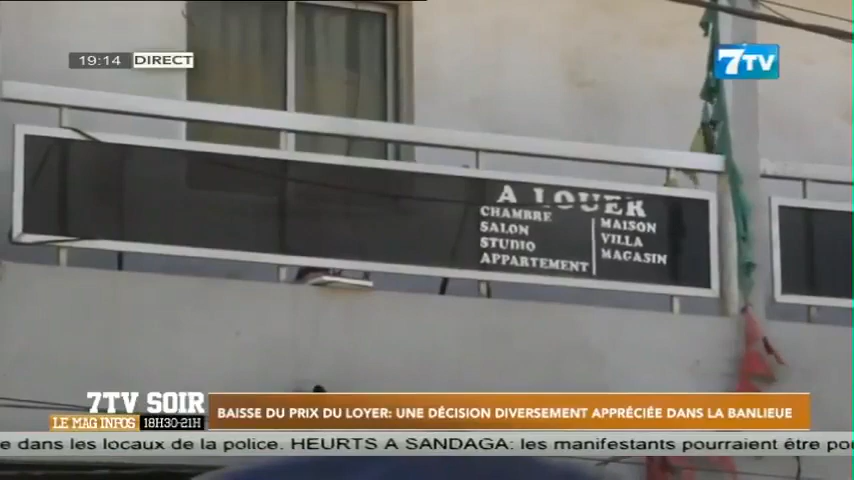 19:14 DIRECT
7TV
A LOUER
CHAMBRE
SALON
STUDIO
APPARTEMENT
MAISON
VILLA
MAGASIN
7TV SOIR
LE MAG INFOS 18H30-21H
BAISSE DU PRIX DU LOYER: UNE DÉCISION DIVERSEMENT APPRÉCIÉE DANS LA BANLIEUE
e dans les locaux de la police. HEURTS A SANDAGA: les manifestants pourraient être pou